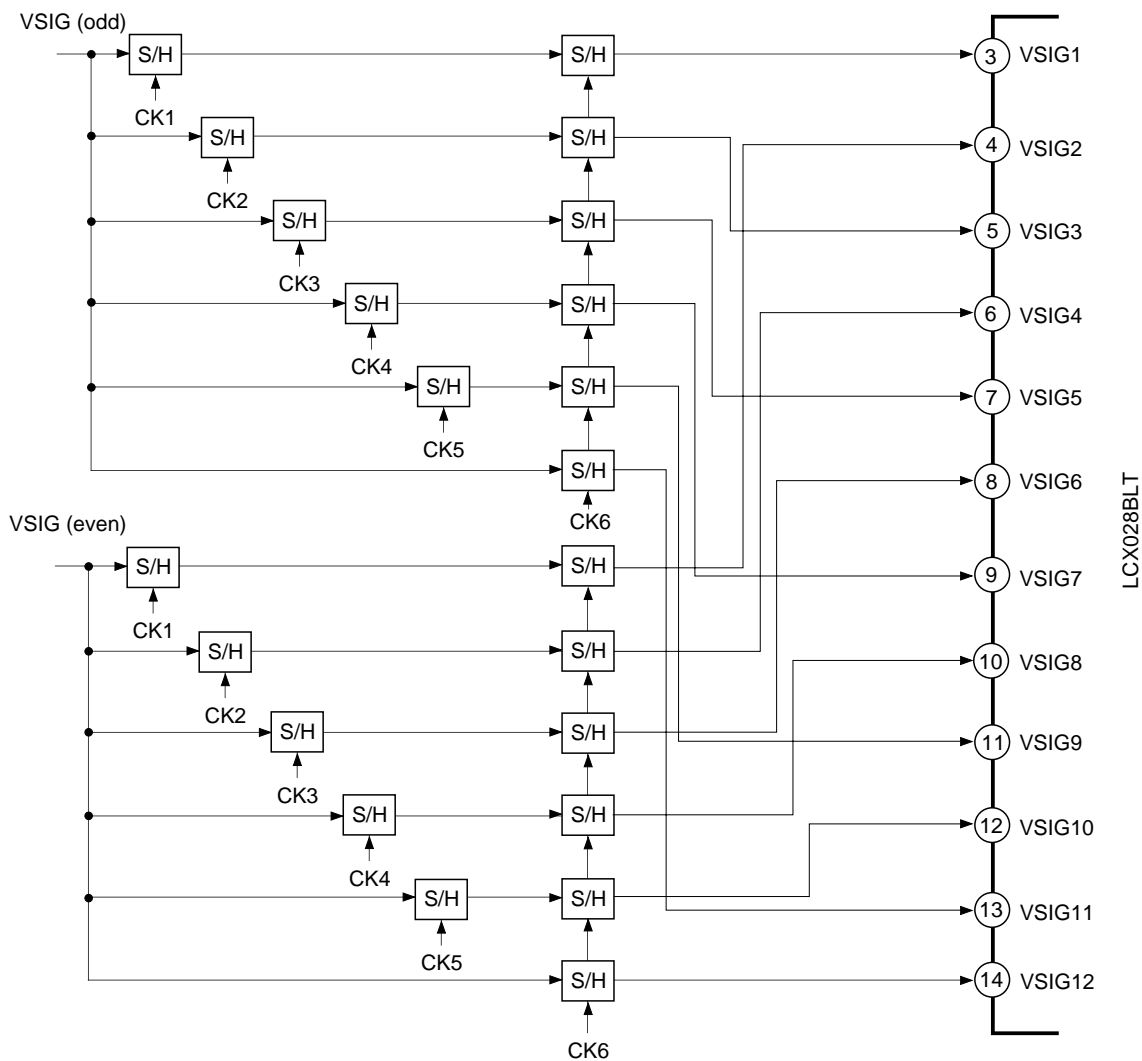 VSIG (odd)
S/H S/H 3 VSIG1
CK1
S/H S/H 4 VSIG2
CK2
S/H S/H 5 VSIG3
CK3
S/H S/H 6 VSIG4
CK4
S/H S/H 7 VSIG5
CK5
S/H 8 VSIG6
CK6
VSIG (even)
S/H S/H 9 VSIG7
CK1
S/H S/H 10 VSIG8
CK2
S/H S/H 11 VSIG9
CK3
S/H S/H 12 VSIG10
CK4
S/H S/H 13 VSIG11
CK5
S/H 14 VSIG12
CK6
LCX028BLT